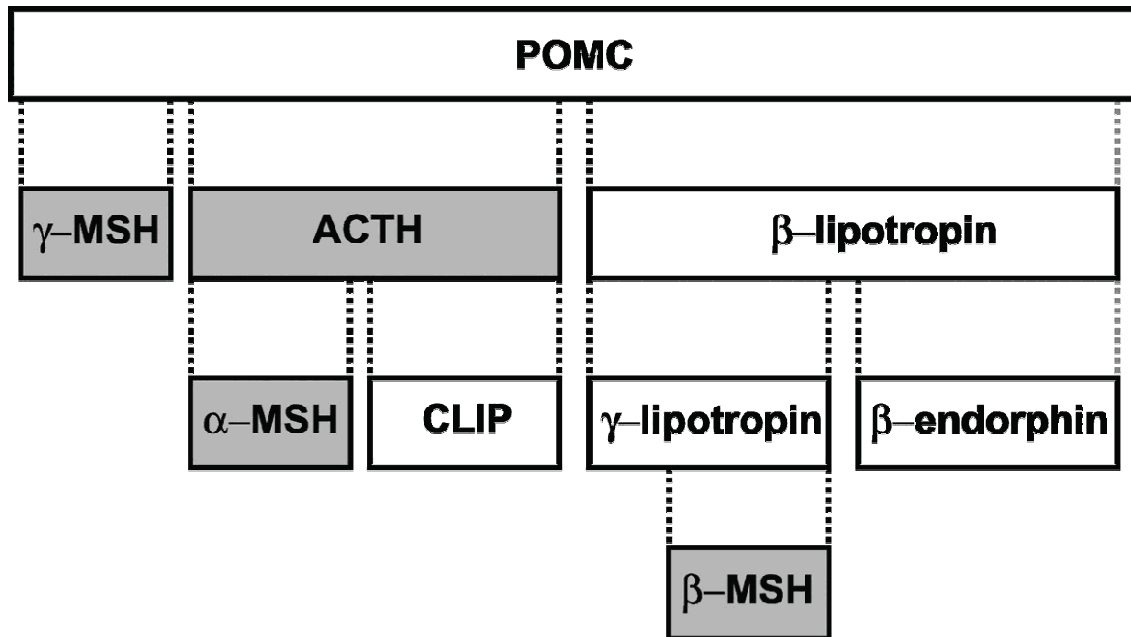 POMC
γ–MSH
ACTH
β–lipotropin
α–MSH
CLIP
γ–lipotropin
β–endorphin
β–MSH